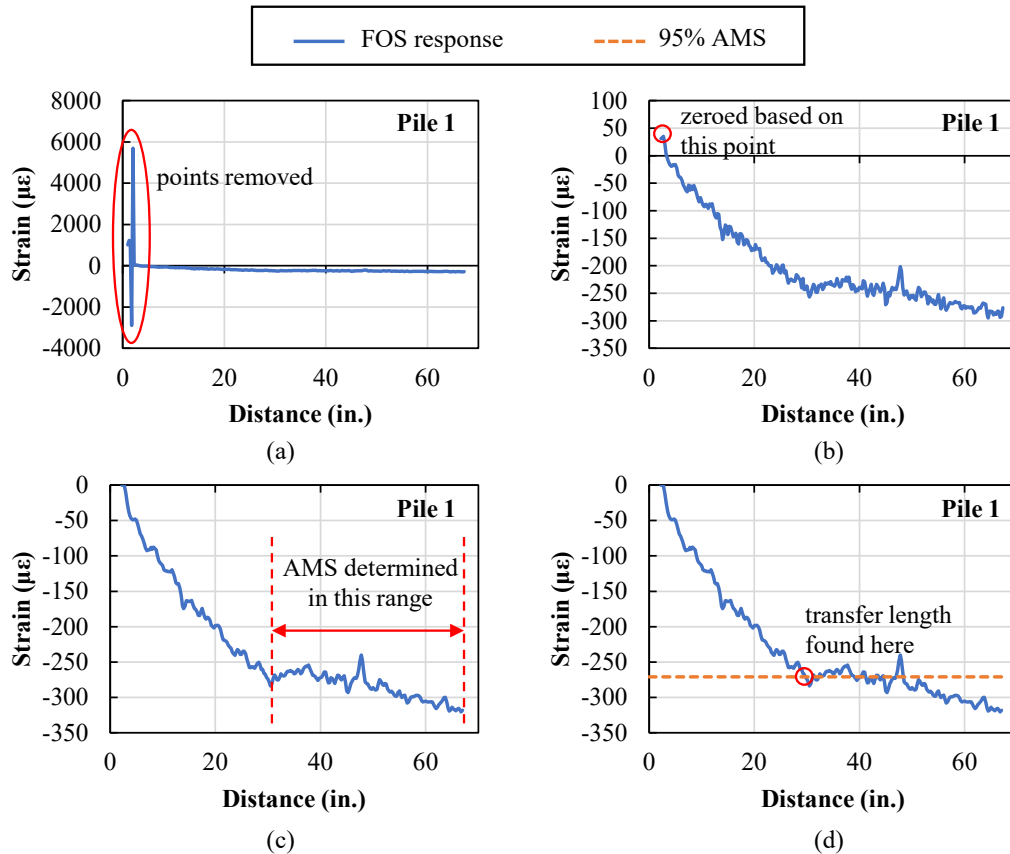 FOS response 95% AMS
8000
6000
4000
2000
0
-2000
-4000
0 20 40 60
Strain (µε)
Distance (in.)
Pile 1
points removed
(a)
100
50
0
-50
-100
-150
-200
-250
-300
-350
0 20 40 60
Strain (µε)
Distance (in.)
zeroed based on
this point
Pile 1
(b)
0
-50
-100
-150
-200
-250
-300
-350
0 20 40 60
Strain (µε)
Distance (in.)
Pile 1
AMS determined
in this range
(c)
0
-50
-100
-150
-200
-250
-300
-350
0 20 40 60
Strain (µε)
Distance (in.)
Pile 1
transfer length
found here
(d)